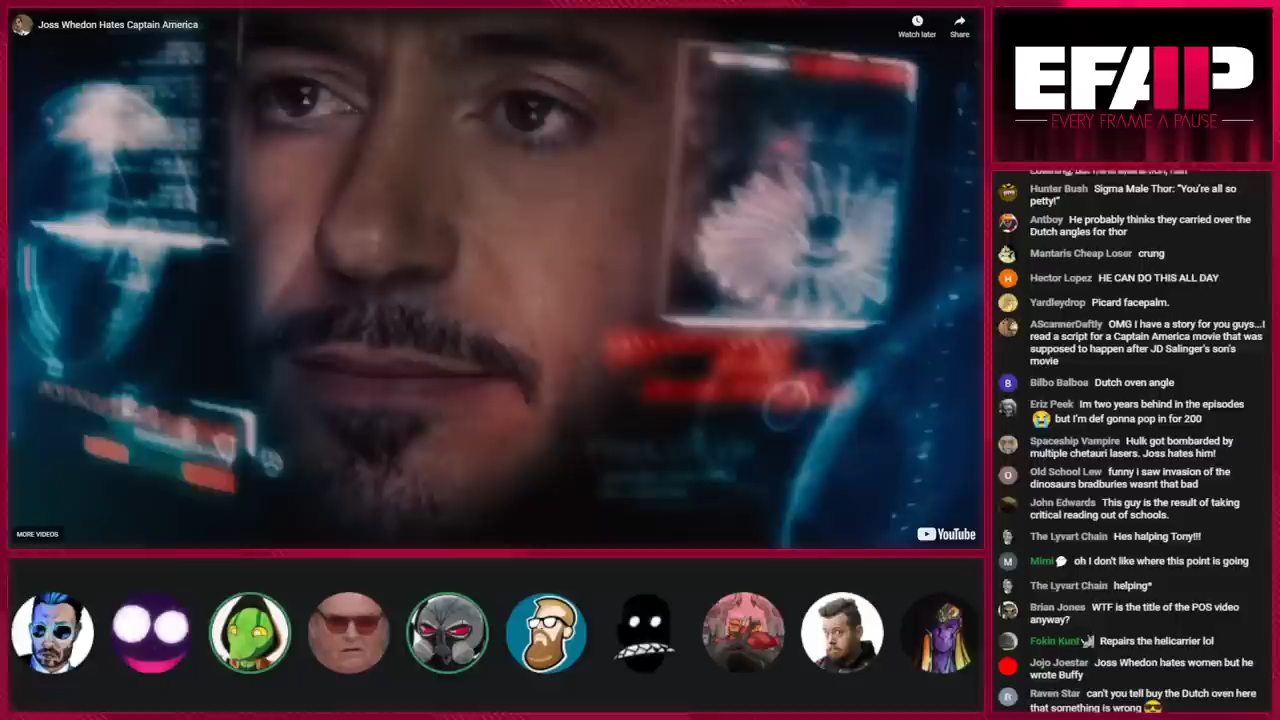 Joss Whedon Hates Captain America
Watch later
Share
MORE VIDEOS
YouTube
EFAP
EVERY FRAME A PAUSE
Hunter Bush Sigma Male Thor: "You're all so
petty!"
Antboy He probably thinks they carried over the
Dutch angles for thor
Mantaris Cheap Loser crung
H
Hector Lopez HE CAN DO THIS ALL DAY
Yardleydrop Picard facepalm.
AScannerDaftly OMG I have a story for you guys...I
read a script for a Captain America movie that was
supposed to happen after JD Salinger's son's
movie
B
Bilbo Balboa Dutch oven angle
Eriz Peek Im two years behind in the episodes
😭 but I'm def gonna pop in for 200
Spaceship Vampire Hulk got bombarded by
multiple chetauri lasers. Joss hates him!
O
Old School Lew funny i saw invasion of the
dinosaurs bradburies wasnt that bad
John Edwards This guy is the result of taking
critical reading out of schools.
The Lyvart Chain Hes halping Tony!!!
M
Mimi oh I don't like where this point is going
The Lyvart Chain helping*
Brian Jones WTF is the title of the POS video
anyway?
Fokin Kunt Repairs the helicarrier lol
Jojo Joestar Joss Whedon hates women but he
wrote Buffy
Raven Star can't you tell buy the Dutch oven here
that something is wrong 😎